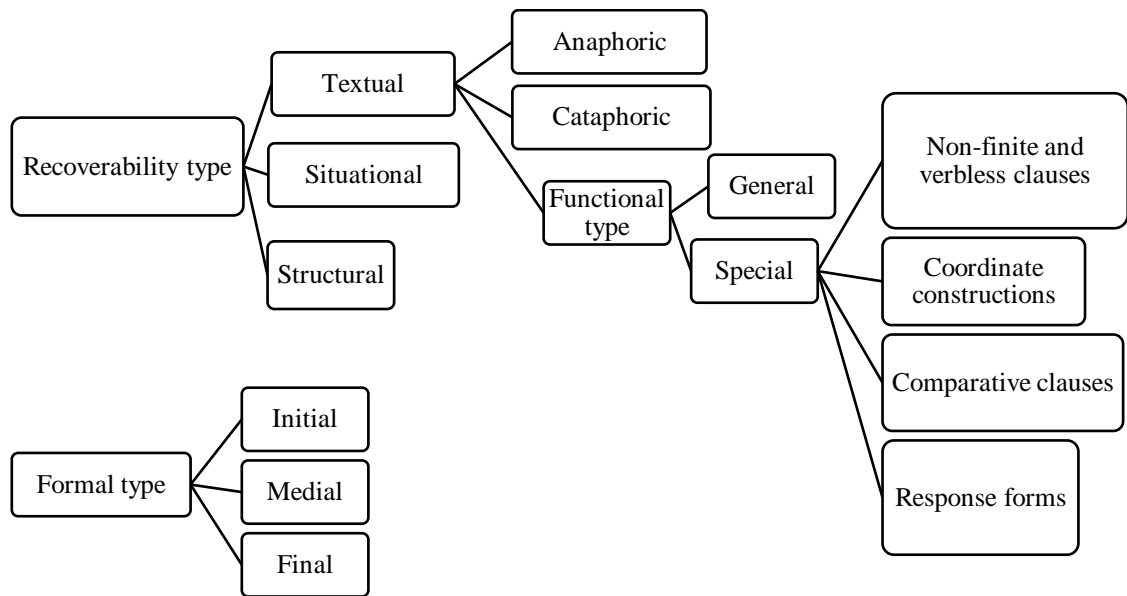 Recoverability type
Textual
Situational
Structural
Anaphoric
Cataphoric
Functional
type
General
Special
Non-finite and
verbless clauses
Coordinate
constructions
Comparative clauses
Response forms
Formal type
Initial
Medial
Final